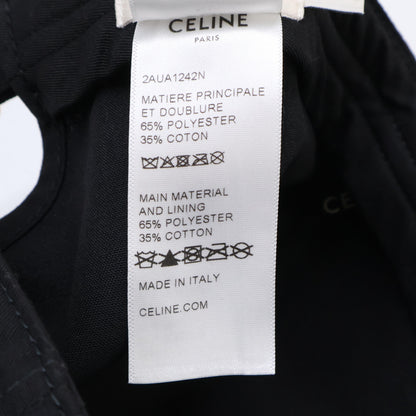 CELINE
PARIS
2AUA1242N
MATIERE PRINCIPALE
ET DOUBLURE
65% POLYESTER
35% COTON
MAIN MATERIAL
AND LINING
65% POLYESTER
35% COTTON
MADE IN ITALY
CELINE.COM
CE